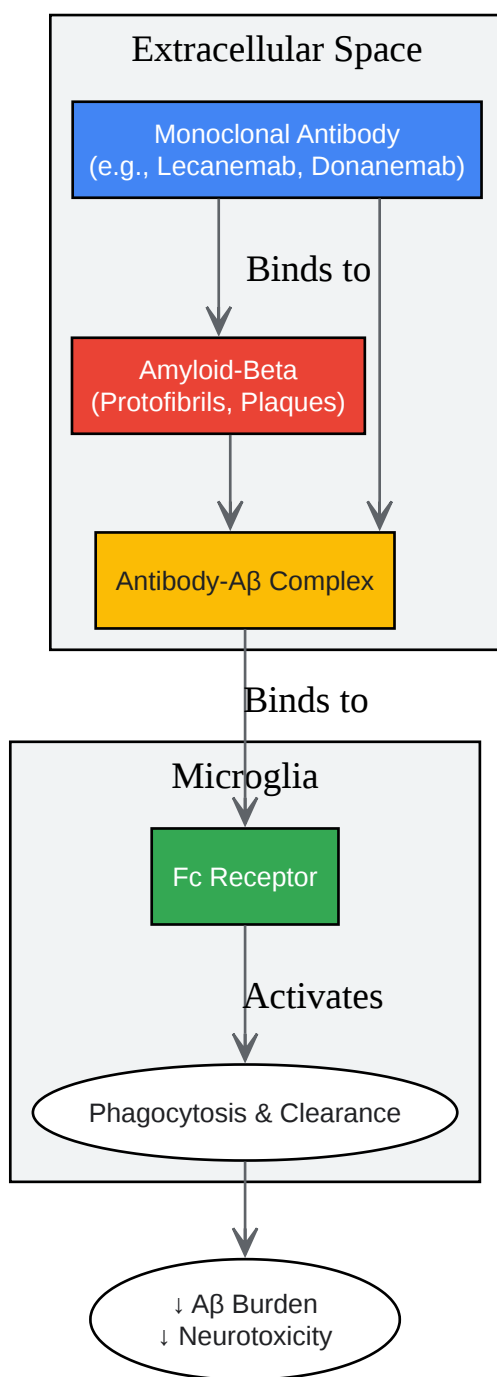 Extracellular Space
Monoclonal Antibody
(e.g., Lecanemab, Donanemab)
Binds to
Amyloid-Beta
(Protofibrils, Plaques)
Antibody-Aβ Complex
Binds to
Microglia
Fc Receptor
Activates
Phagocytosis & Clearance
↓ Aβ Burden
↓ Neurotoxicity